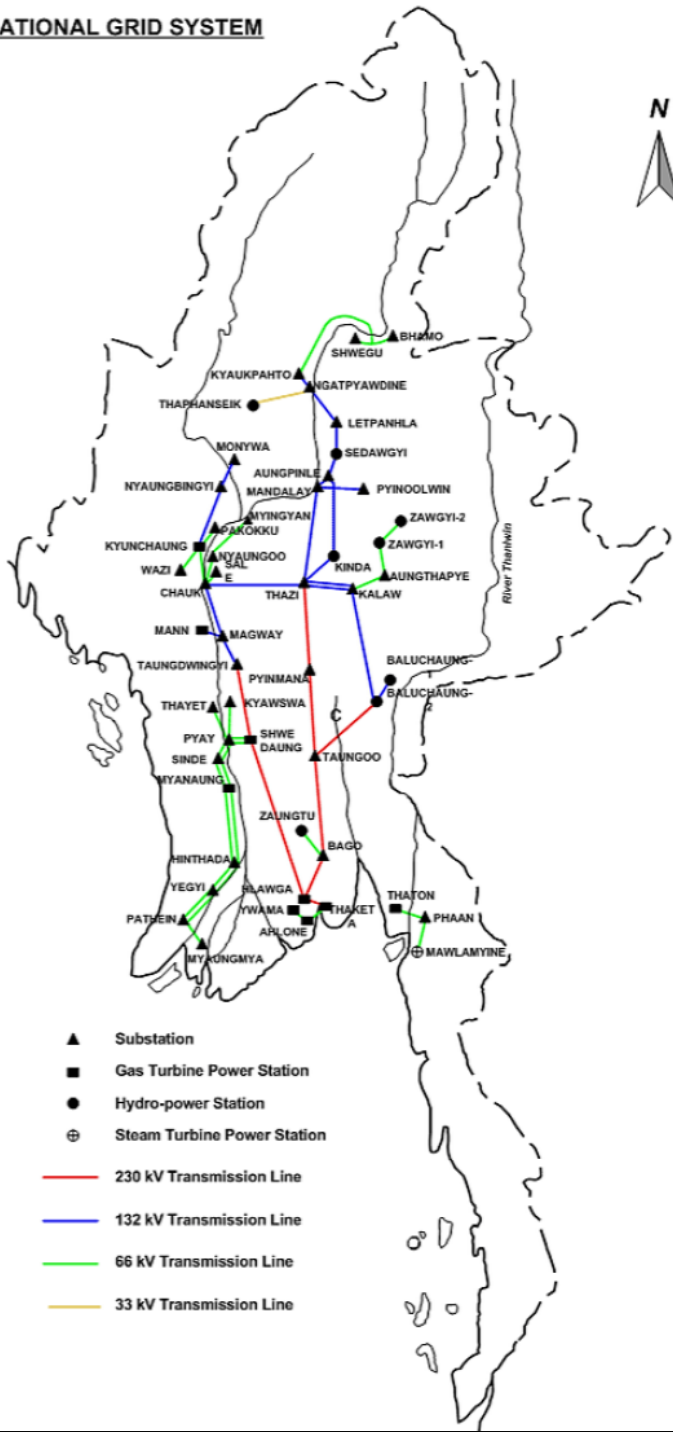 ATIONAL GRID SYSTEM
N
BHAMO
SHWEGU
KYAUKPAHTO
NGATPYAWDINE
THAPHANSEIK
LETPANHLA
MONYWA
SEDAWGYI
AUNGPINLE
NYAUNGBINGYI
MANDALAY
PYINOOLWIN
MYINGYAN
ZAWGYI-2
PAKOKKU
KYUNCHAUNG
ZAWGYI-1
NYAUNGOO
River Thanlwin
WAZI
SAL
E
KINDA
AUNGTHAPYE
CHAUK
THAZI
KALAW
MANN
MAGWAY
TAUNGDWINGYI
BALUCHAUNG-
1
PYINMANA
BALUCHAUNG-
2
THAYET
KYAWSWA
C
PYAY
SHWE
DAUNG
SINDE
TAUNGOO
MYANAUNG
ZAUNGTU
BAGO
HINTHADA
YEGYI
HLAWGA
THATON
YWAMA
THAKET
A
PATHEIN
PHAAN
AHLONE
MYAUNGMYA
MAWLAMYINE
Substation
Gas Turbine Power Station
Hydro-power Station
Steam Turbine Power Station
230 kV Transmission Line
132 kV Transmission Line
66 kV Transmission Line
33 kV Transmission Line